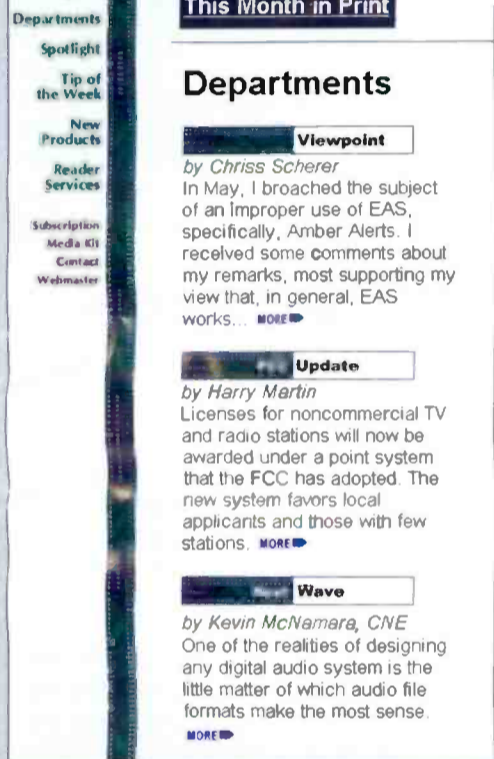 Departments
Spotlight
Tip of
the Week
New
Products
Reader
Services
Subscription
Media Kit
Contact
Webmaster
This Month in Print
Departments
Viewpoint
by Chriss Scherer
In May, I broached the subject
of an improper use of EAS,
specifically, Amber Alerts. I
received some comments about
my remarks, most supporting my
view that, in general, EAS
works... MORE
Update
by Harry Martin
Licenses for noncommercial TV
and radio stations will now be
awarded under a point system
that the FCC has adopted. The
new system favors local
applicants and those with few
stations. MORE
Wave
by Kevin McNamara, CNE
One of the realities of designing
any digital audio system is the
little matter of which audio file
formats make the most sense.
MORE